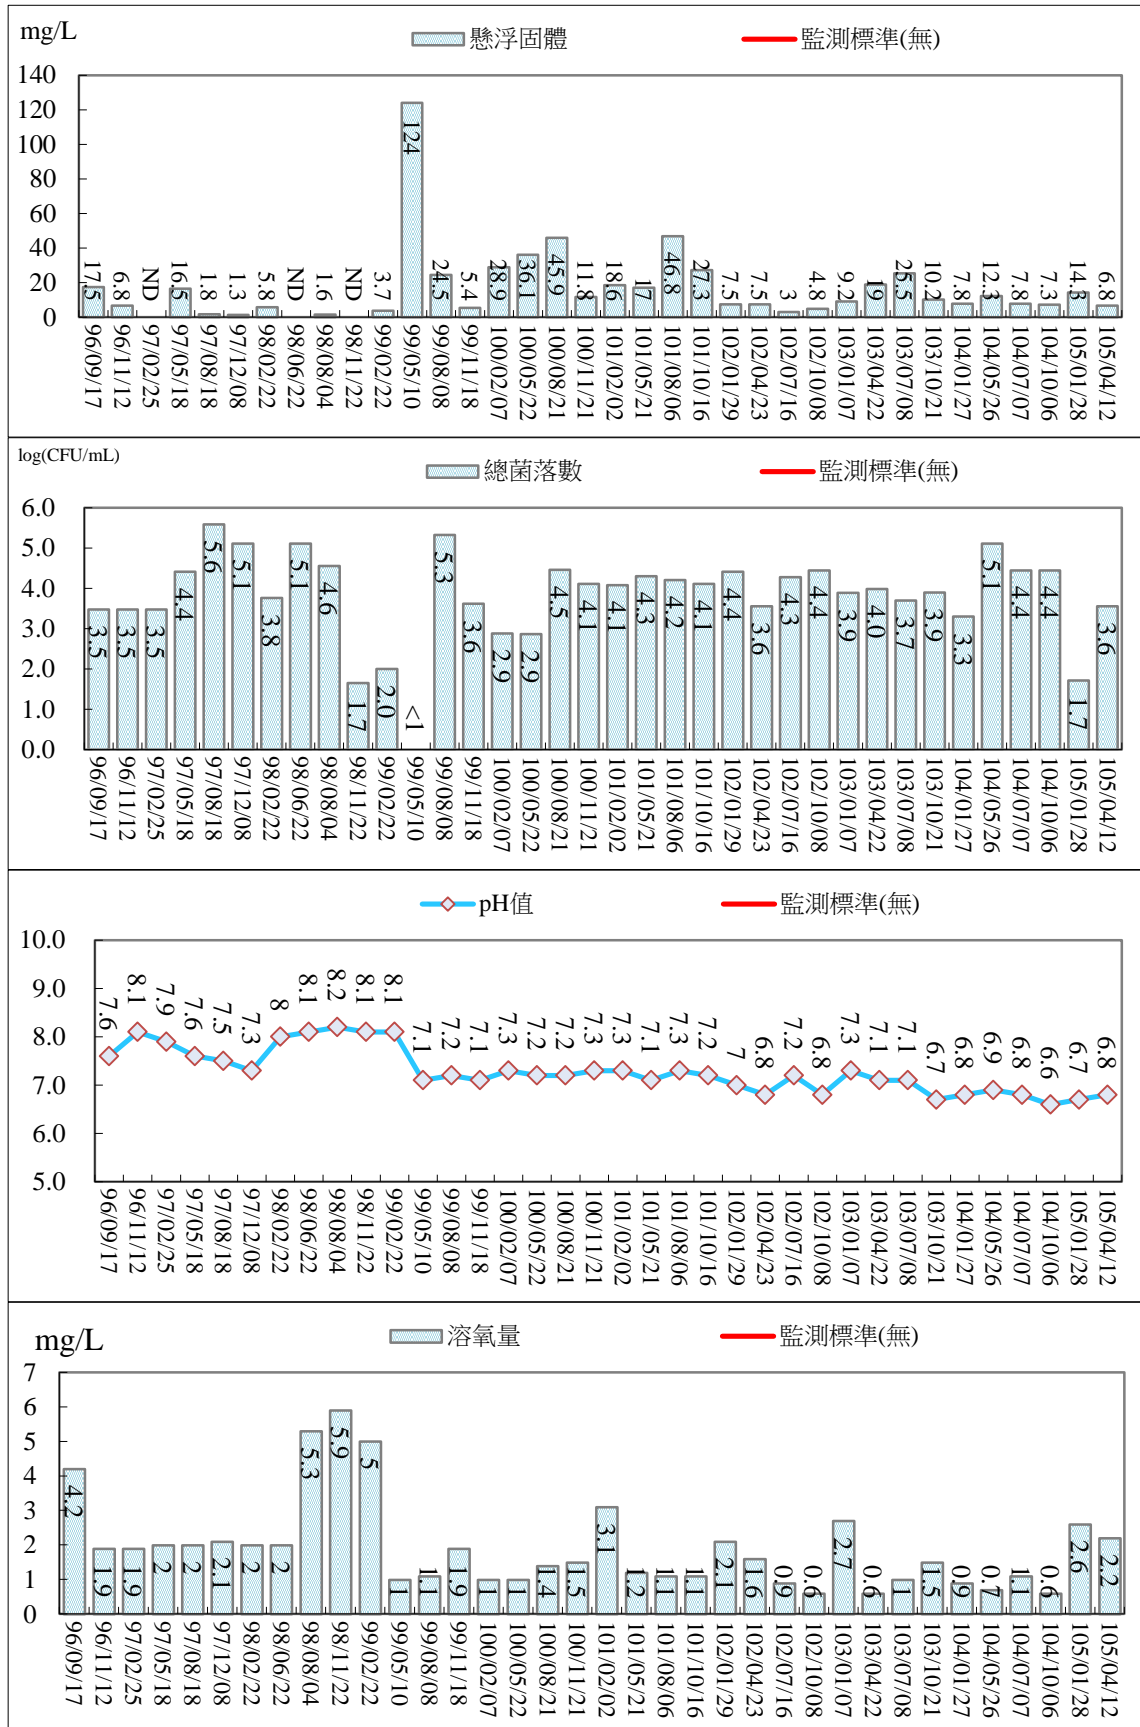 mg/L
懸浮固體 監測標準(無)
140
120
100
80
60
40
20
0
17.5 6.8 ND 16.5 1.8 1.3 5.8 ND 1.6 ND 3.7 124 24.5 5.4 28.9 36.1 45.9 11.8 18.6 17 46.8 27.3 7.5 7.5 3 4.8 9.2 19 25.5 10.2 7.8 12.3 7.8 7.3 14.3 6.8
96/09/17 96/11/12 97/02/25 97/05/18 97/08/18 97/12/08 98/02/22 98/06/22 98/08/04 98/11/22 99/02/22 99/05/10 99/08/08 99/11/18 100/02/07 100/05/22 100/08/21 100/11/21 101/02/02 101/05/21 101/08/06 101/10/16 102/01/29 102/04/23 102/07/16 102/10/08 103/01/07 103/04/22 103/07/08 103/10/21 104/01/27 104/05/26 104/07/07 104/10/06 105/01/28 105/04/12
log(CFU/mL)
總菌落數 監測標準(無)
6.0
5.0
4.0
3.0
2.0
1.0
0.0
3.5 3.5 3.5 4.4 5.6 5.1 3.8 5.1 4.6 1.7 2.0 <1 5.3 3.6 2.9 2.9 4.5 4.1 4.1 4.3 4.2 4.1 4.4 3.6 4.3 4.4 3.9 4.0 3.7 3.9 3.3 5.1 4.4 4.4 1.7 3.6
96/09/17 96/11/12 97/02/25 97/05/18 97/08/18 97/12/08 98/02/22 98/06/22 98/08/04 98/11/22 99/02/22 99/05/10 99/08/08 99/11/18 100/02/07 100/05/22 100/08/21 100/11/21 101/02/02 101/05/21 101/08/06 101/10/16 102/01/29 102/04/23 102/07/16 102/10/08 103/01/07 103/04/22 103/07/08 103/10/21 104/01/27 104/05/26 104/07/07 104/10/06 105/01/28 105/04/12
pH值 監測標準(無)
10.0
9.0
8.0
7.0
6.0
5.0
7.6 8.1 7.9 7.6 7.5 7.3 8 8.1 8.2 8.1 8.1 7.1 7.2 7.1 7.3 7.2 7.2 7.3 7.3 7.1 7.3 7.2 7 6.8 7.2 6.8 7.3 7.1 7.1 6.7 6.8 6.9 6.8 6.6 6.7 6.8
96/09/17 96/11/12 97/02/25 97/05/18 97/08/18 97/12/08 98/02/22 98/06/22 98/08/04 98/11/22 99/02/22 99/05/10 99/08/08 99/11/18 100/02/07 100/05/22 100/08/21 100/11/21 101/02/02 101/05/21 101/08/06 101/10/16 102/01/29 102/04/23 102/07/16 102/10/08 103/01/07 103/04/22 103/07/08 103/10/21 104/01/27 104/05/26 104/07/07 104/10/06 105/01/28 105/04/12
mg/L
溶氧量 監測標準(無)
7
6
5
4
3
2
1
0
4.2 1.9 1.9 2 2 2.1 2 2 5.3 5.9 5 1 1.1 1.9 1 1 1.4 1.5 3.1 1.2 1.1 1.1 2.1 1.6 0.9 0.6 2.7 0.6 1 1.5 0.9 0.7 1.1 0.6 2.6 2.2
96/09/17 96/11/12 97/02/25 97/05/18 97/08/18 97/12/08 98/02/22 98/06/22 98/08/04 98/11/22 99/02/22 99/05/10 99/08/08 99/11/18 100/02/07 100/05/22 100/08/21 100/11/21 101/02/02 101/05/21 101/08/06 101/10/16 102/01/29 102/04/23 102/07/16 102/10/08 103/01/07 103/04/22 103/07/08 103/10/21 104/01/27 104/05/26 104/07/07 104/10/06 105/01/28 105/04/12